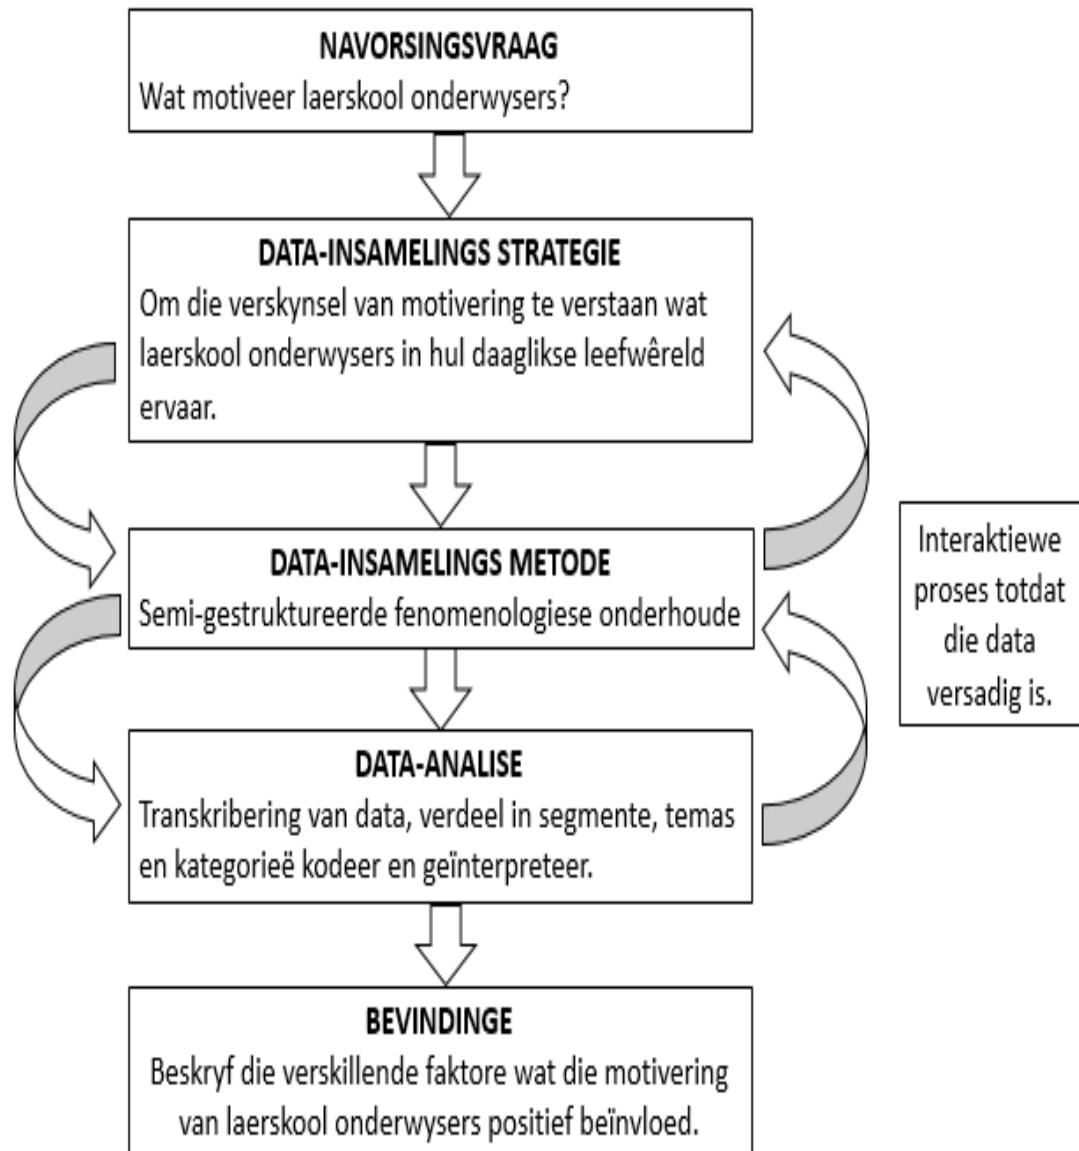 NAVORSINGSVRAAG
Wat motiveer laerskool onderwysers?
DATA-INSAMELINGS STRATEGIE
Om die verskynsel van motivering te verstaan wat
laerskool onderwysers in hul daaglikse leefwêreld
ervaar.
DATA-INSAMELINGS METODE
Semi-gestruktureerde fenomenologiese onderhoude
Interaktiewe
proses totdat
die data
versadig is.
DATA-ANALISE
Transkribering van data, verdeel in segmente, temas
en kategorieë kodeer en geïnterpreteer.
BEVINDINGE
Beskryf die verskillende faktore wat die motivering
van laerskool onderwysers positief beïnvloed.